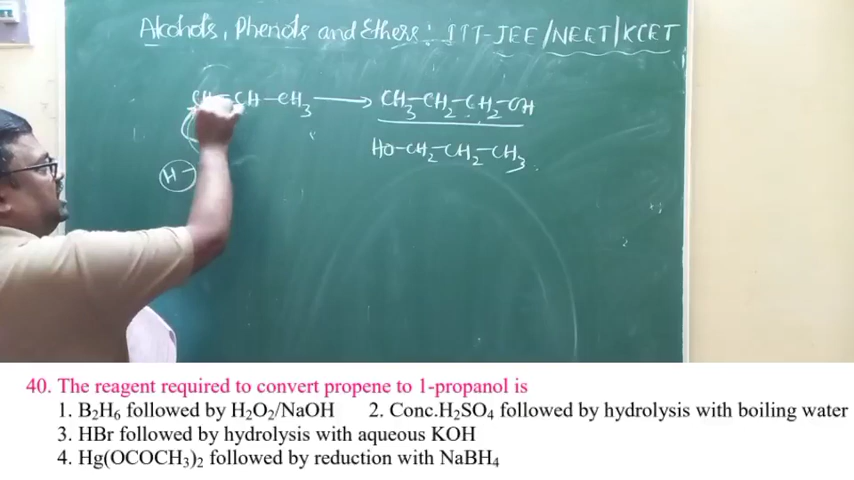 Alcohols, Phenols and Ethers: IIT-JEE/NEET/KCET
CH-CH3 ⟶ CH3-CH2-CH2-OH
HO-CH2-CH2-CH3
H
40. The reagent required to convert propene to 1-propanol is
1. B2H6 followed by H2O2/NaOH 2. Conc.H2SO4 followed by hydrolysis with boiling water
3. HBr followed by hydrolysis with aqueous KOH
4. Hg(OCOCH3)2 followed by reduction with NaBH4